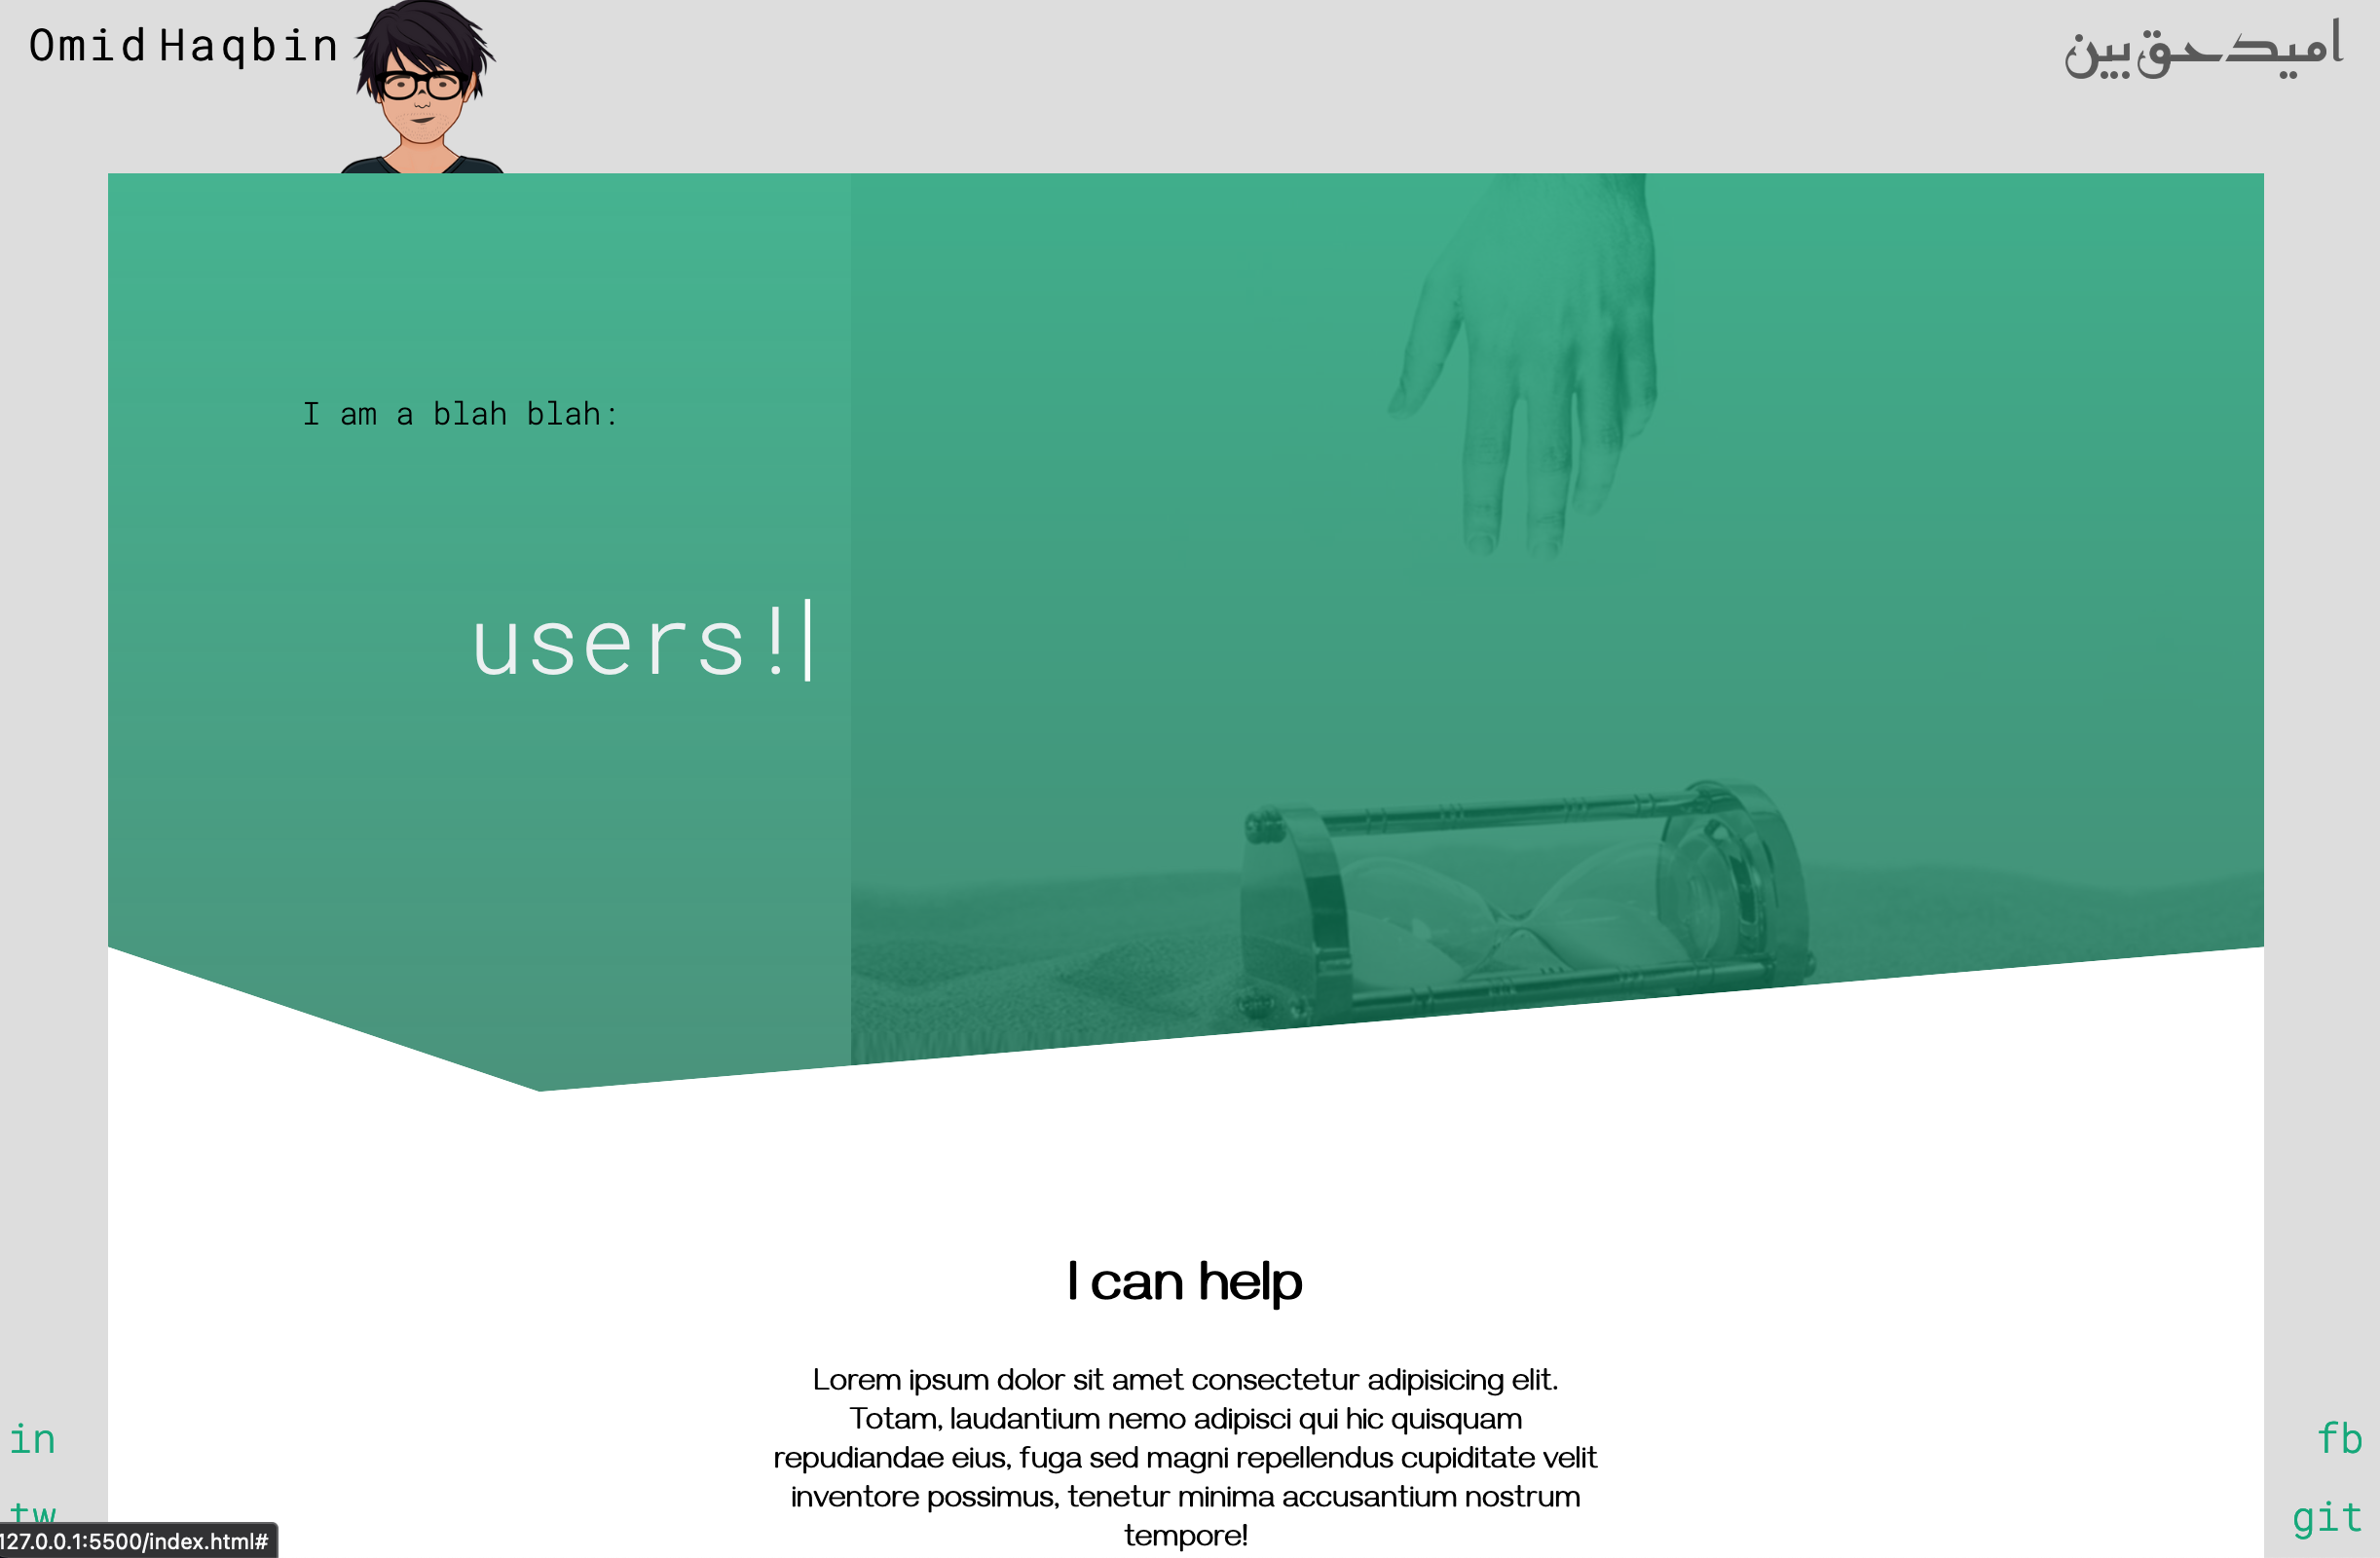 Omid Haqbin
امید حق‌بین
I am a blah blah:
users!
I can help
Lorem ipsum dolor sit amet consectetur adipisicing elit.
Totam, laudantium nemo adipisci qui hic quisquam
repudiandae eius, fuga sed magni repellendus cupiditate velit
inventore possimus, tenetur minima accusantium nostrum
tempore!
in
fb
tw
git
127.0.0.1:5500/index.html#